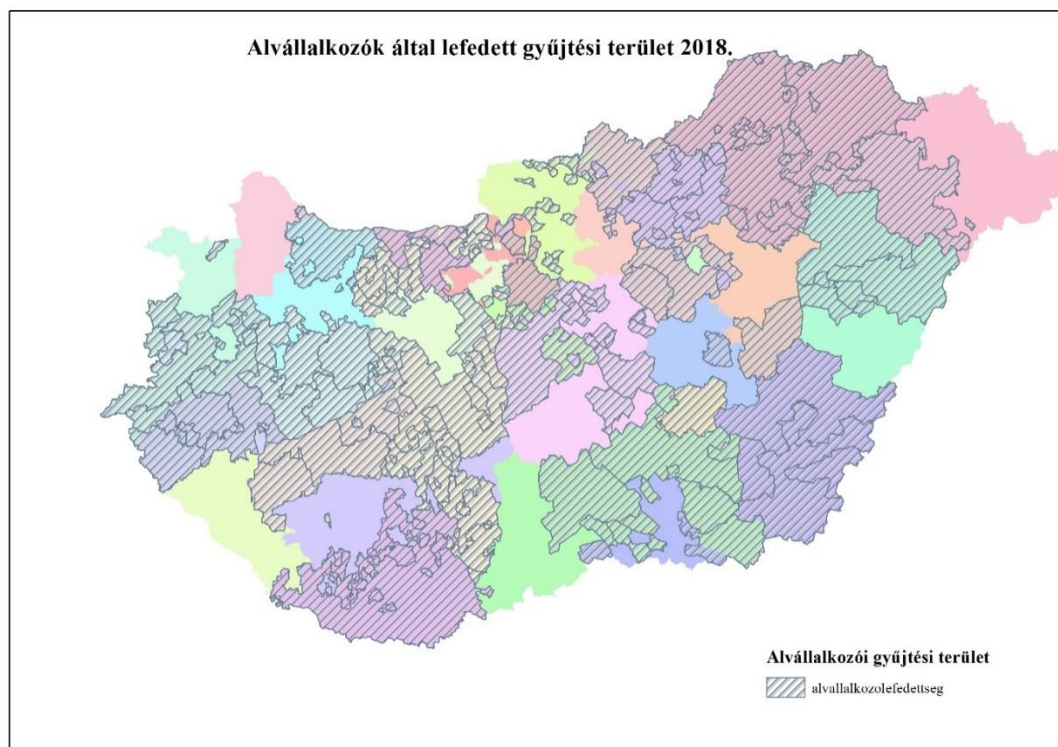 Alvállalkozók által lefedett gyűjtési terület 2018.
Alvállalkozói gyűjtési terület
alvallalkozolefedettseg